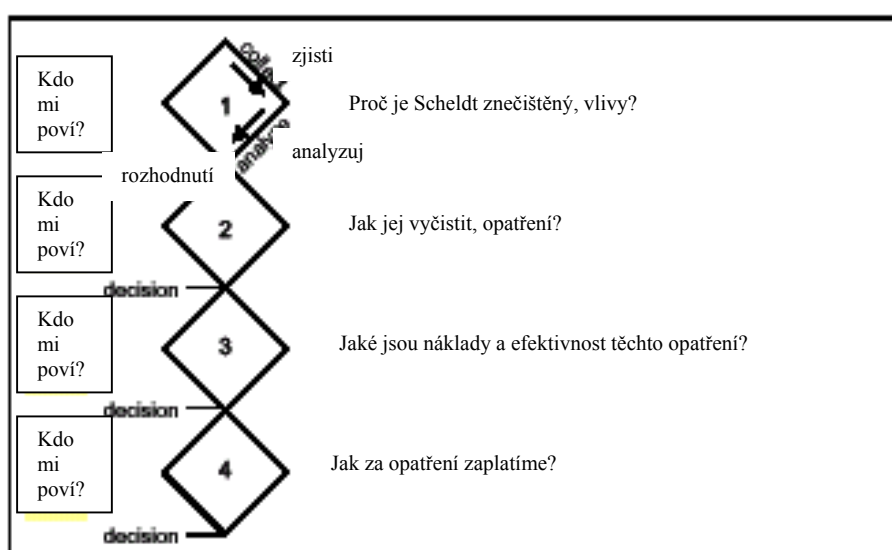 zjisti
Kdo
mi
poví?
1
Proč je Scheldt znečištěný, vlivy?
analyzuj
rozhodnutí
Kdo
mi
poví?
2
Jak jej vyčistit, opatření?
decision
Kdo
mi
poví?
3
Jaké jsou náklady a efektivnost těchto opatření?
decision
Kdo
mi
poví?
4
Jak za opatření zaplatíme?
decision